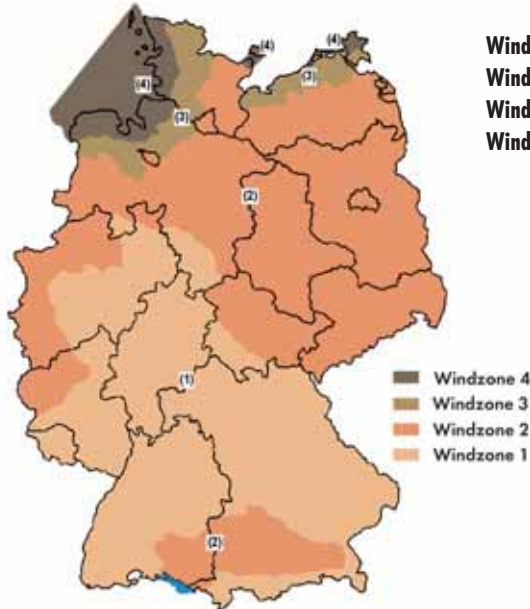 (4)
(4)
(4)
(3)
(3)
(2)
(1)
(2)
Wind
Wind
Wind
Wind
Windzone 4
Windzone 3
Windzone 2
Windzone 1